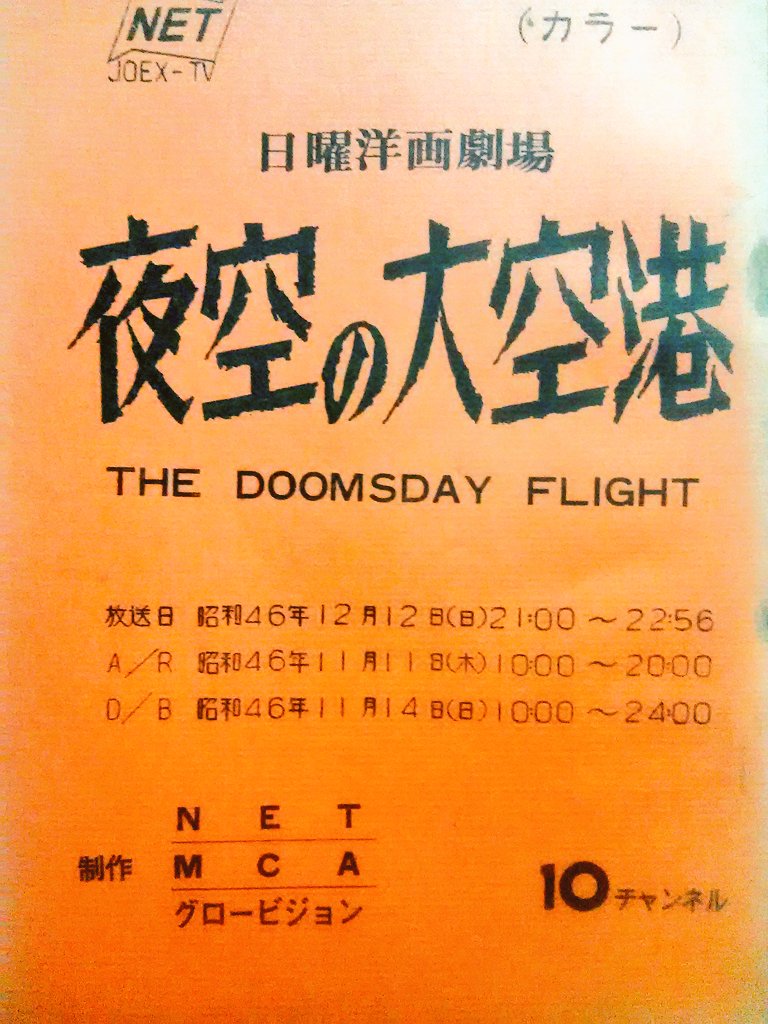 NET
(カラー)
JOEX-TV
日曜洋画劇場
夜空の大空港
THE DOOMSDAY FLIGHT
放送日 昭和46年12月12日(日)21:00～22:56
A/R 昭和46年11月11日(木)10:00～20:00
D/B 昭和46年11月14日(日)10:00～24:00
NET
制作 MCA
グロービジョン
10チャンネル